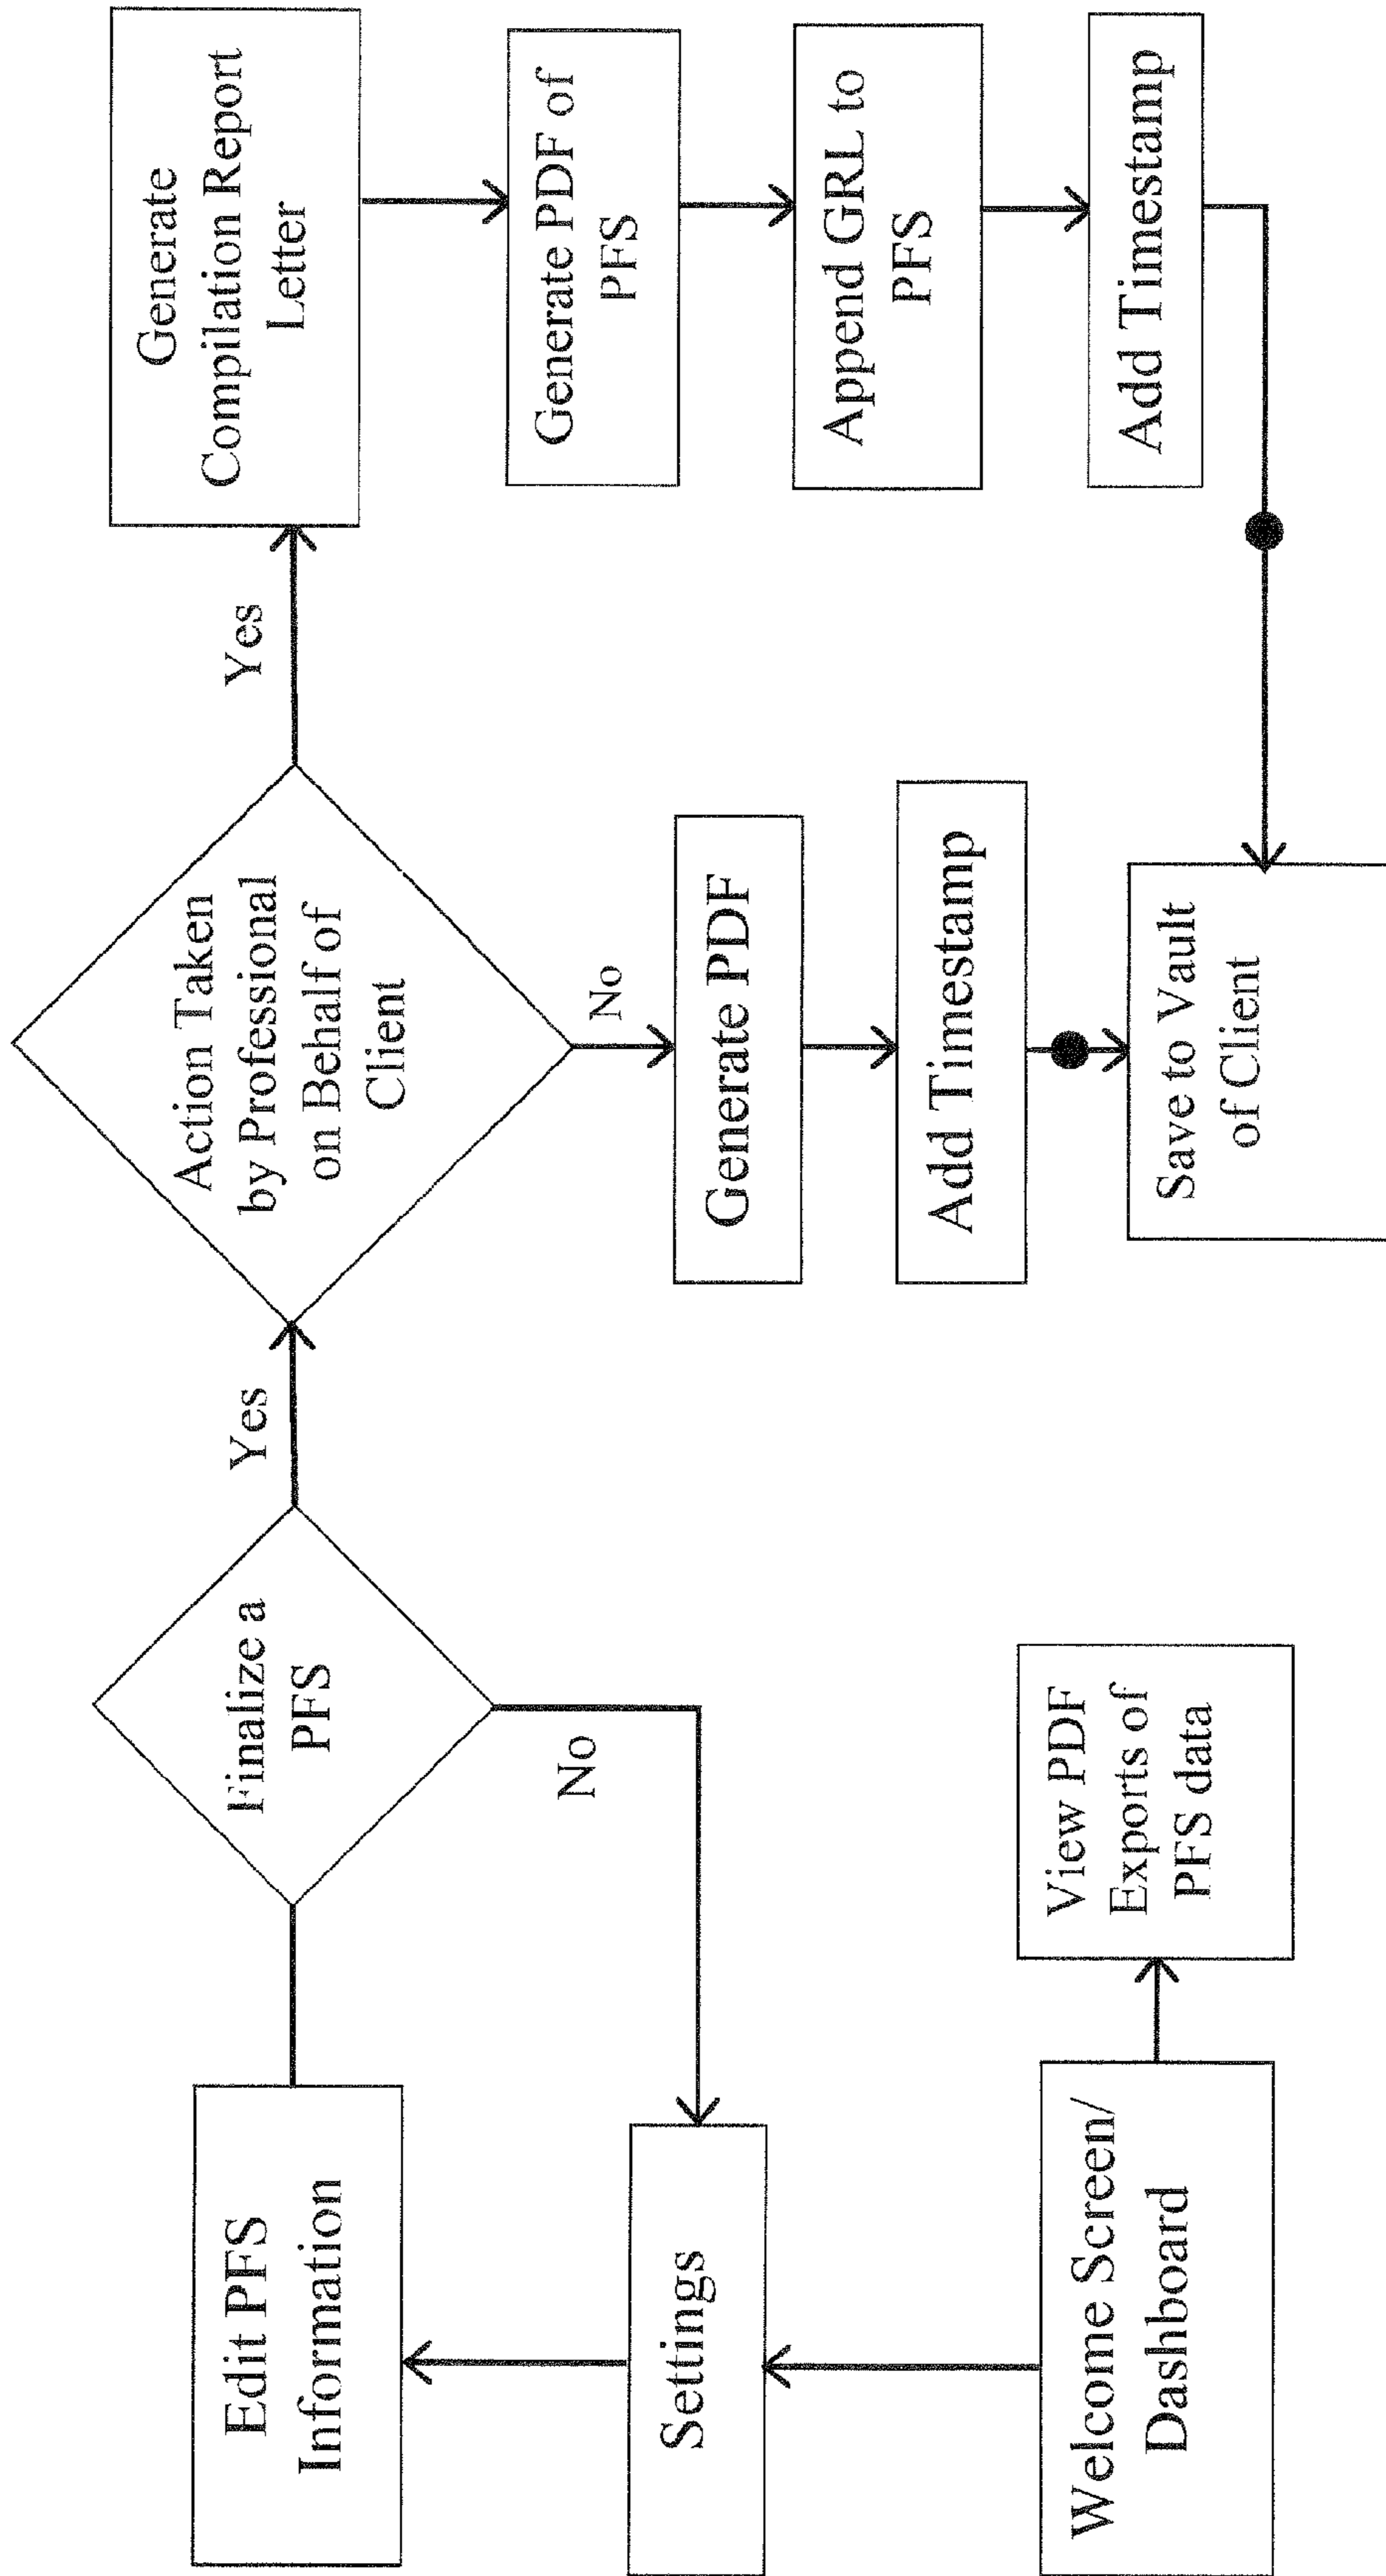 Edit PFS
Information
Settings
Welcome Screen/
Dashboard
View PDF
Exports of
PFS data
Finalize a
PFS
Yes
No
Action Taken
by Professional
on Behalf of
Client
Yes
No
Generate PDF
Add Timestamp
Save to Vault
of Client
Generate
Compilation Report
Letter
Generate PDF of
PFS
Append GRL to
PFS
Add Timestamp